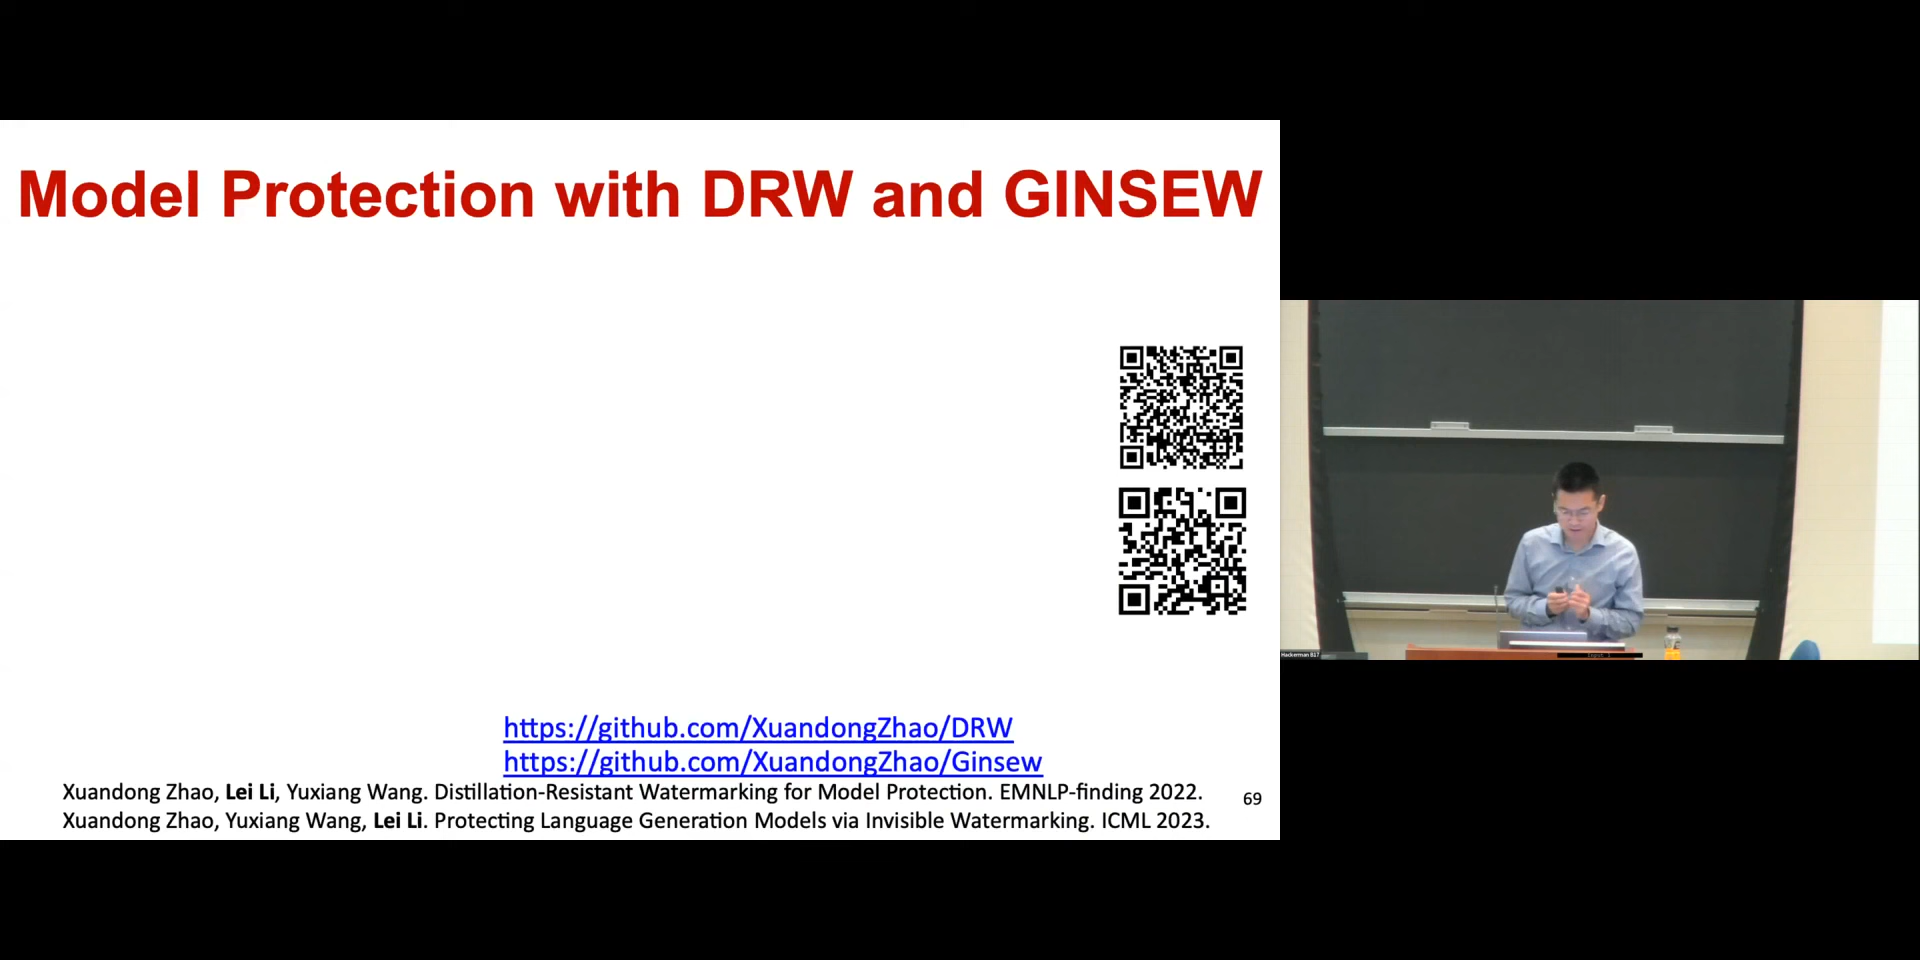 Model Protection with DRW and GINSEW
https://github.com/XuandongZhao/DRW
https://github.com/XuandongZhao/Ginsew
Xuandong Zhao, Lei Li, Yuxiang Wang. Distillation-Resistant Watermarking for Model Protection. EMNLP-finding 2022.
Xuandong Zhao, Yuxiang Wang, Lei Li. Protecting Language Generation Models via Invisible Watermarking. ICML 2023.
69
Hackerman B17